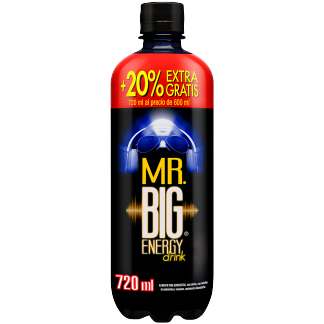 +20% EXTRA GRATIS
720 ml al precio de 600 ml
MR.
BIG®
ENERGY
drink
720 ml